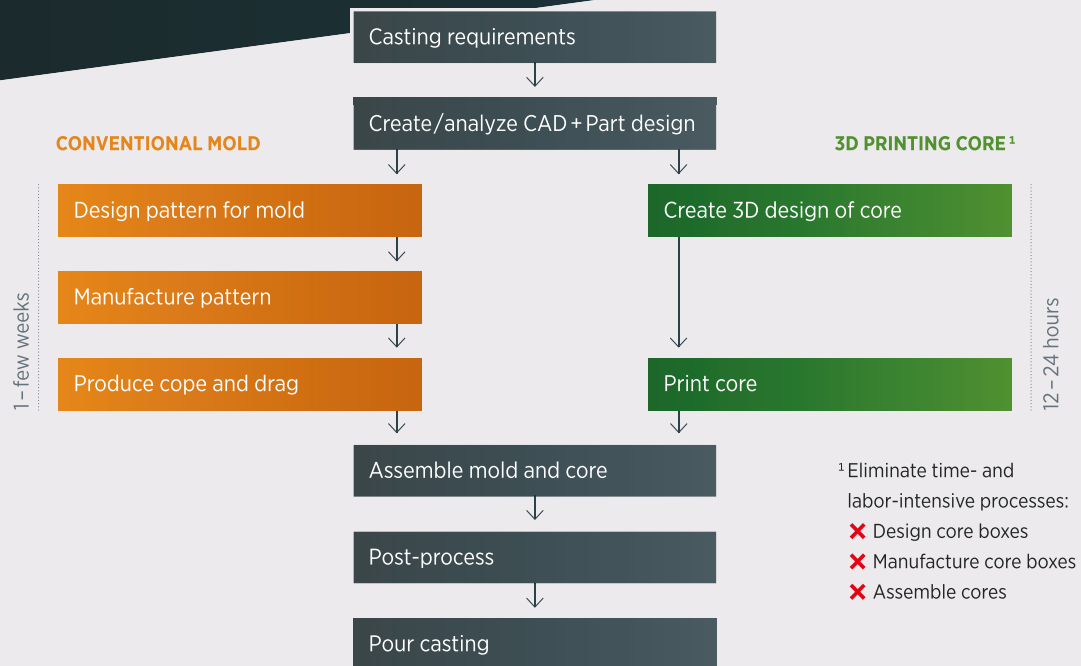 Casting requirements
Create/analyze CAD + Part design
CONVENTIONAL MOLD
Design pattern for mold
Manufacture pattern
Produce cope and drag
1 – few weeks
3D PRINTING CORE ¹
Create 3D design of core
Print core
12 – 24 hours
Assemble mold and core
Post-process
Pour casting
¹ Eliminate time- and
labor-intensive processes:
❌ Design core boxes
❌ Manufacture core boxes
❌ Assemble cores